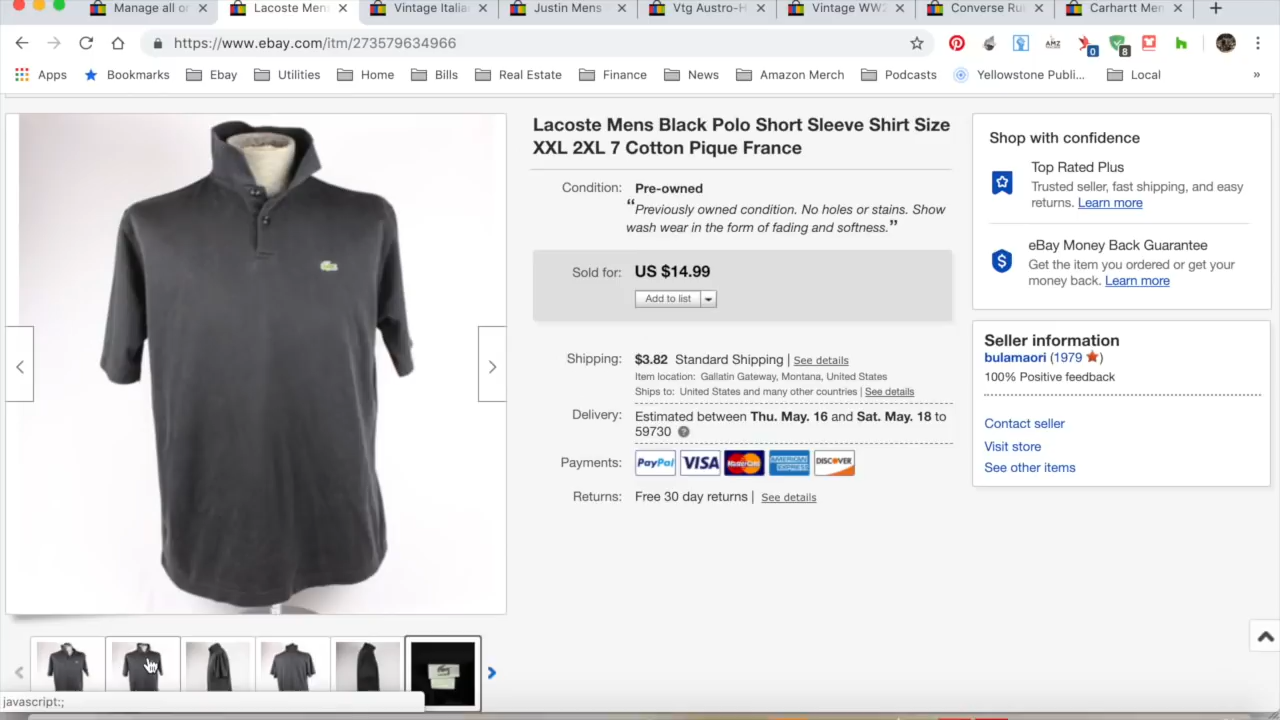 Manage all or
Lacoste Mens
Vintage Italia
Justin Mens
Vtg Austro-H
Vintage WW2
Converse Ru
Carhartt Men
https://www.ebay.com/itm/273579634966
0
8
Apps
Bookmarks
Ebay
Utilities
Home
Bills
Real Estate
Finance
News
Amazon Merch
Podcasts
Yellowstone Publi...
Local
»
Lacoste Mens Black Polo Short Sleeve Shirt Size
XXL 2XL 7 Cotton Pique France
Condition: Pre-owned
“Previously owned condition. No holes or stains. Show
wash wear in the form of fading and softness.”
Sold for: US $14.99
Add to list
Shipping: $3.82 Standard Shipping | See details
Item location: Gallatin Gateway, Montana, United States
Ships to: United States and many other countries | See details
Delivery: Estimated between Thu. May. 16 and Sat. May. 18 to
59730
Payments: PayPal VISA MasterCard AMERICAN EXPRESS DISCOVER
Returns: Free 30 day returns | See details
Shop with confidence
Top Rated Plus
Trusted seller, fast shipping, and easy
returns. Learn more
eBay Money Back Guarantee
Get the item you ordered or get your
money back. Learn more
Seller information
bulamaori (1979 )
100% Positive feedback
Contact seller
Visit store
See other items
javascript:;